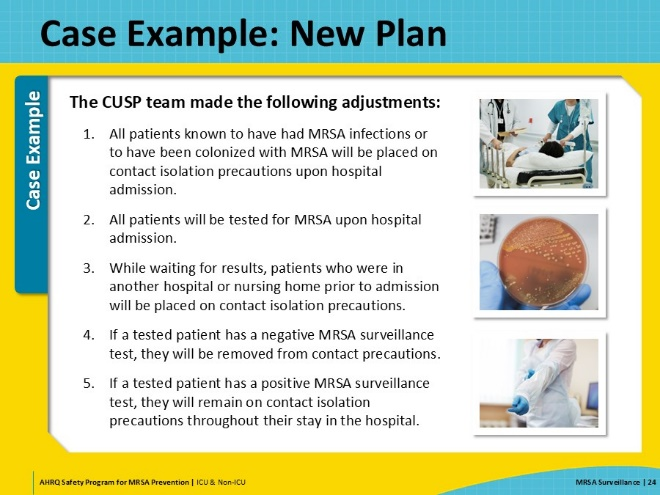 Case Example: New Plan
Case Example
The CUSP team made the following adjustments:
1. All patients known to have had MRSA infections or
to have been colonized with MRSA will be placed on
contact isolation precautions upon hospital
admission.
2. All patients will be tested for MRSA upon hospital
admission.
3. While waiting for results, patients who were in
another hospital or nursing home prior to admission
will be placed on contact isolation precautions.
4. If a tested patient has a negative MRSA surveillance
test, they will be removed from contact precautions.
5. If a tested patient has a positive MRSA surveillance
test, they will remain on contact isolation
precautions throughout their stay in the hospital.
AHRQ Safety Program for MRSA Prevention | ICU & Non-ICU
MRSA Surveillance | 24